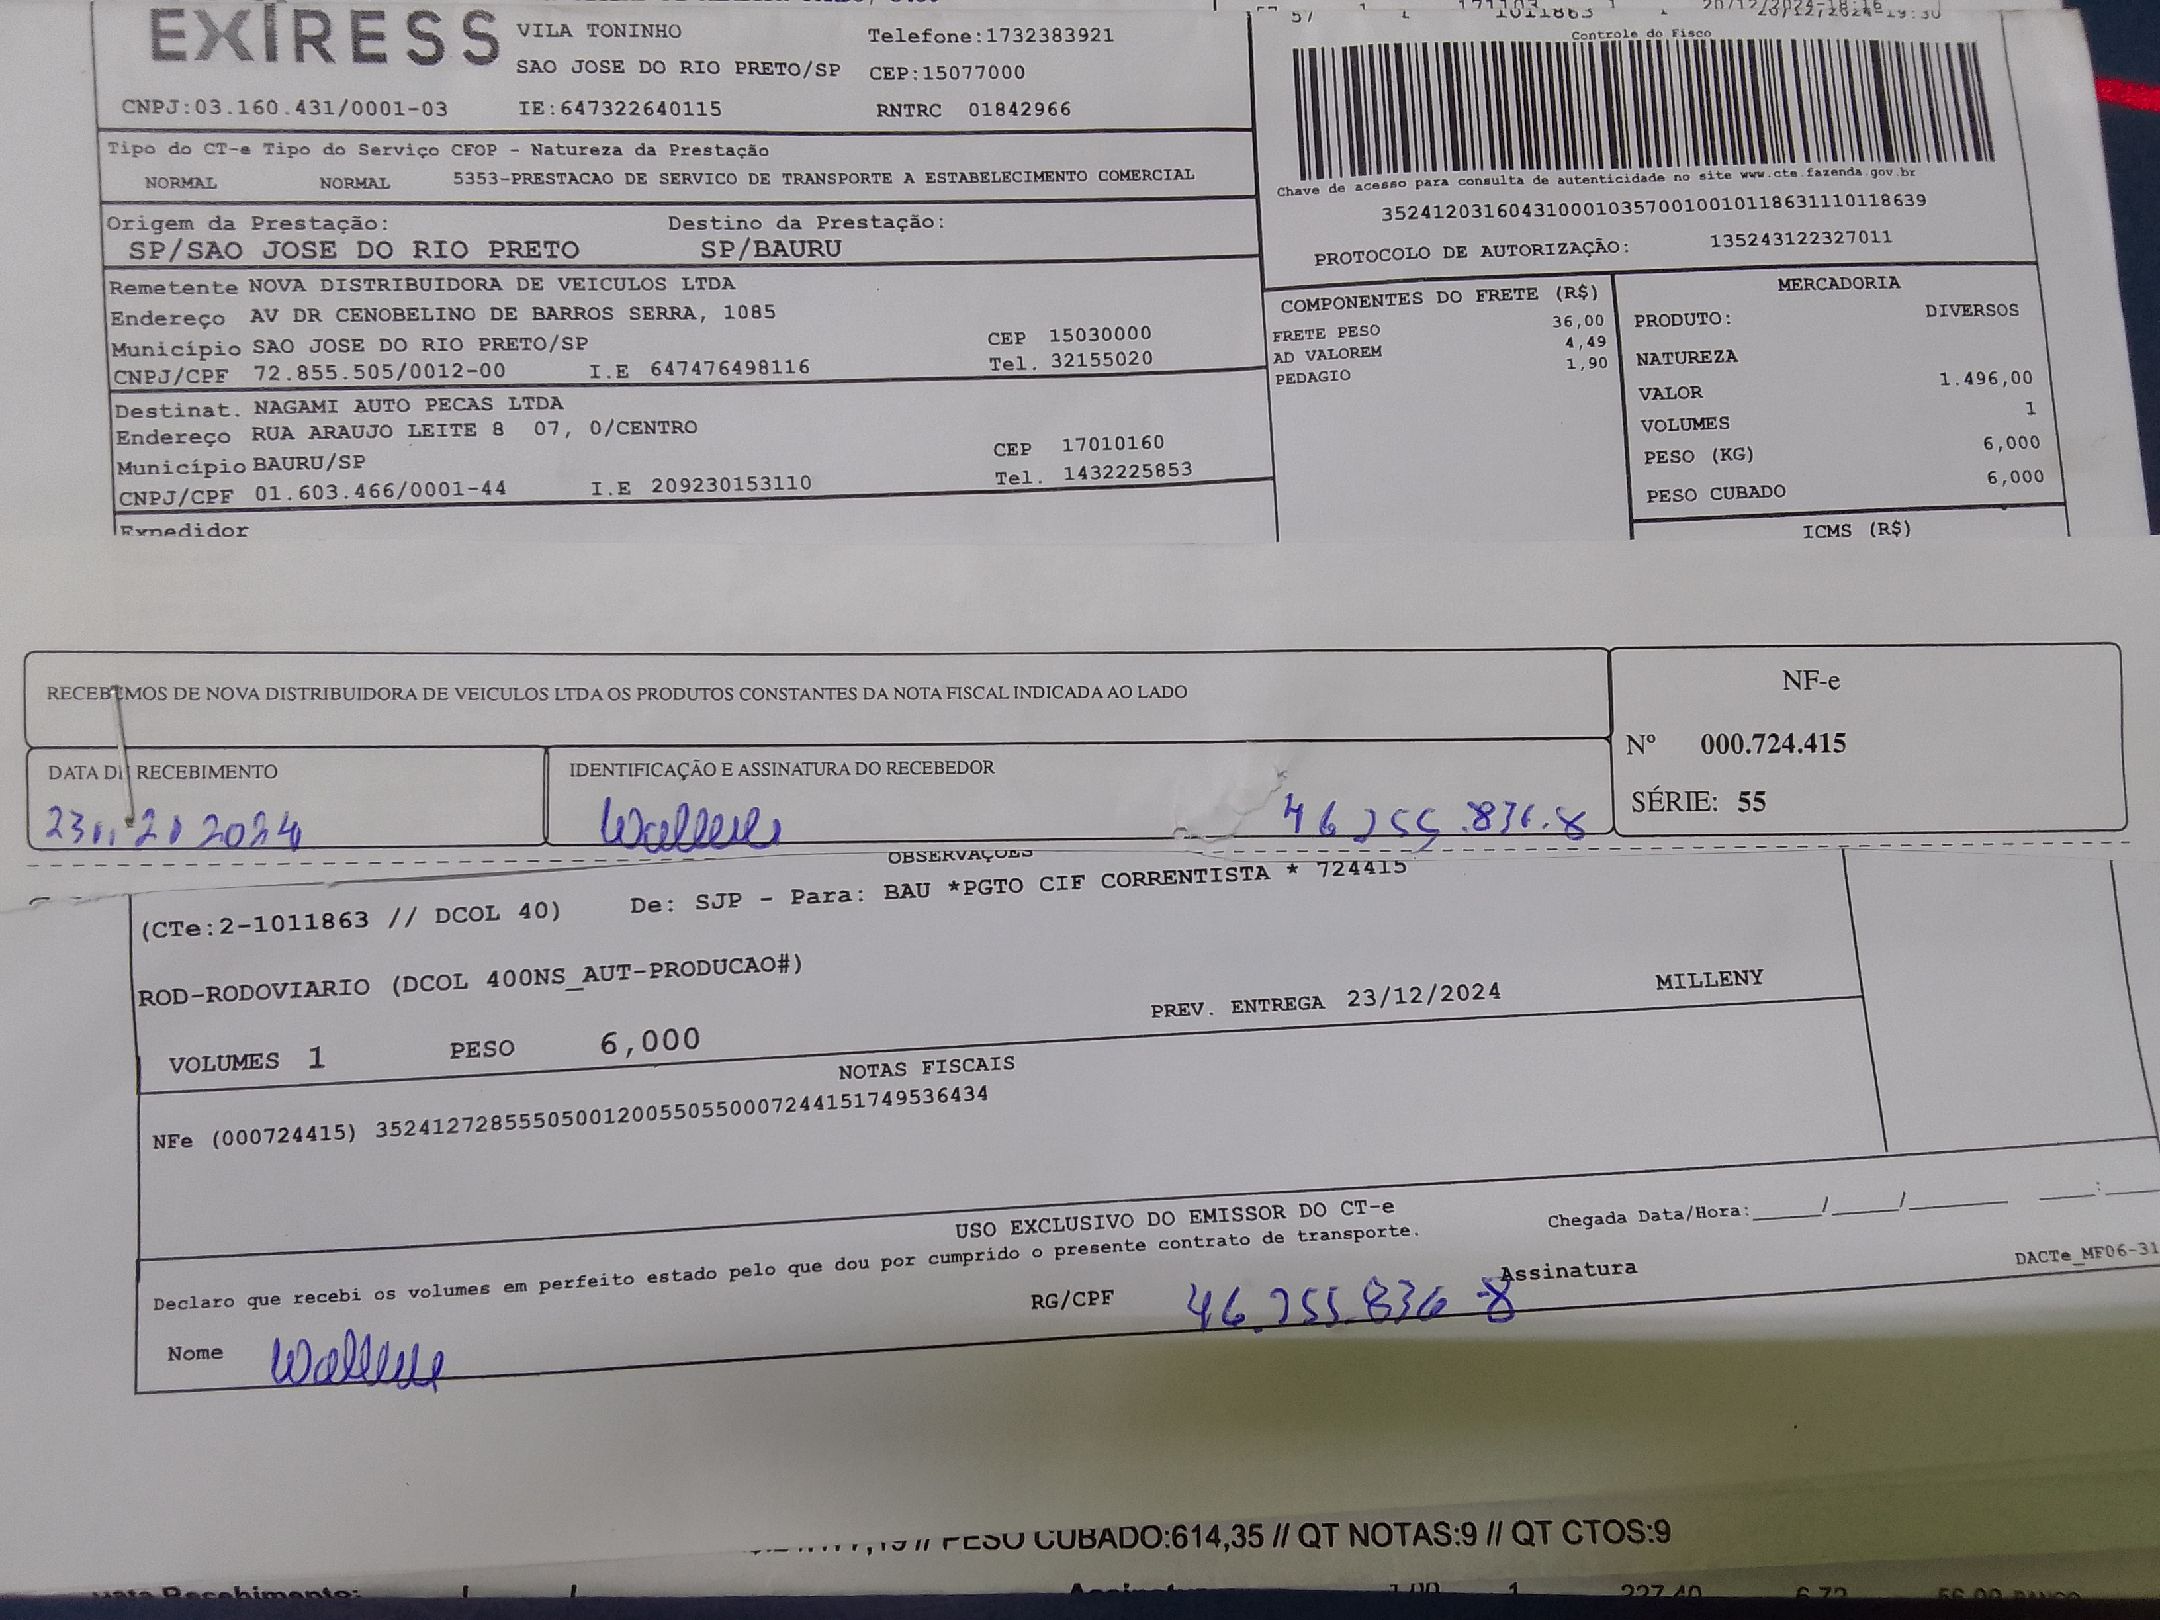 EXIRESS
VILA TONINHO
Telefone:1732383921
SAO JOSE DO RIO PRETO/SP CEP:15077000
CNPJ:03.160.431/0001-03 IE:647322640115 RNTRC 01842966
Tipo do CT-e Tipo do Serviço CFOP - Natureza da Prestação
NORMAL NORMAL 5353-PRESTACAO DE SERVICO DE TRANSPORTE A ESTABELECIMENTO COMERCIAL
Origem da Prestação: Destino da Prestação:
SP/SAO JOSE DO RIO PRETO SP/BAURU
Remetente NOVA DISTRIBUIDORA DE VEICULOS LTDA
Endereço AV DR CENOBELINO DE BARROS SERRA, 1085
Município SAO JOSE DO RIO PRETO/SP CEP 15030000
CNPJ/CPF 72.855.505/0012-00 I.E 647476498116 Tel. 32155020
Destinat. NAGAMI AUTO PECAS LTDA
Endereço RUA ARAUJO LEITE 8 07, 0/CENTRO
Município BAURU/SP CEP 17010160
CNPJ/CPF 01.603.466/0001-44 I.E 209230153110 Tel. 1432225853
Expedidor
57 1 1 1011863
Controle do Fisco
Chave de acesso para consulta de autenticidade no site www.cte.fazenda.gov.br
35241203160431000103570010010118631110118639
PROTOCOLO DE AUTORIZAÇÃO: 135243122327011
COMPONENTES DO FRETE (R$)
FRETE PESO 36,00
AD VALOREM 4,49
PEDAGIO 1,90
MERCADORIA
PRODUTO: DIVERSOS
NATUREZA
VALOR 1.496,00
VOLUMES 1
PESO (KG) 6,000
PESO CUBADO 6,000
ICMS (R$)
RECEBEMOS DE NOVA DISTRIBUIDORA DE VEICULOS LTDA OS PRODUTOS CONSTANTES DA NOTA FISCAL INDICADA AO LADO
NF-e
Nº 000.724.415
SÉRIE: 55
DATA DE RECEBIMENTO
IDENTIFICAÇÃO E ASSINATURA DO RECEBEDOR
2024
46 255.836.8
OBSERVAÇOES
(CTe:2-1011863 // DCOL 40) De: SJP - Para: BAU *PGTO CIF CORRENTISTA * 724415
ROD-RODOVIARIO (DCOL 400NS_AUT-PRODUCAO#)
PREV. ENTREGA 23/12/2024 MILLENY
VOLUMES 1 PESO 6,000
NOTAS FISCAIS
NFe (000724415) 35241272855505001200550550007244151749536434
USO EXCLUSIVO DO EMISSOR DO CT-e
Declaro que recebi os volumes em perfeito estado pelo que dou por cumprido o presente contrato de transporte.
Chegada Data/Hora:_____/_____/_______ ____:____
DACTe_MF06-31
Nome
RG/CPF 46.255.836-8
Assinatura
// PESO CUBADO:614,35 // QT NOTAS:9 // QT CTOS:9